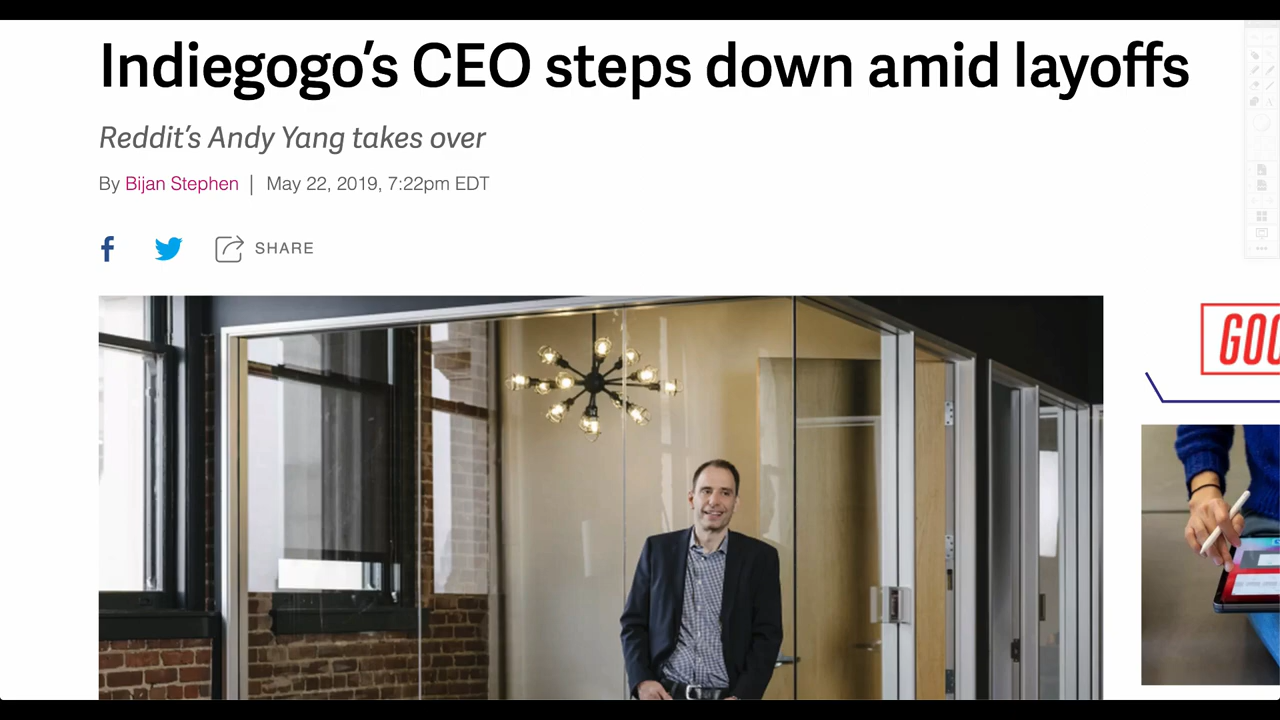 Indiegogo’s CEO steps down amid layoffs
Reddit’s Andy Yang takes over
By Bijan Stephen | May 22, 2019, 7:22pm EDT
SHARE